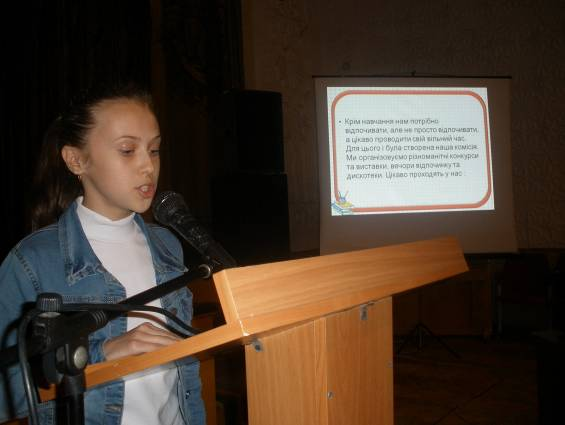 • Крім навчання нам потрібно
відпочивати, але не просто відпочивати,
а цікаво проводити свій вільний час.
Для цього і була створена наша комісія.
Ми організовуємо різноманітні конкурси
та виставки, вечори відпочинку та
дискотеки. Цікаво проходять у нас :